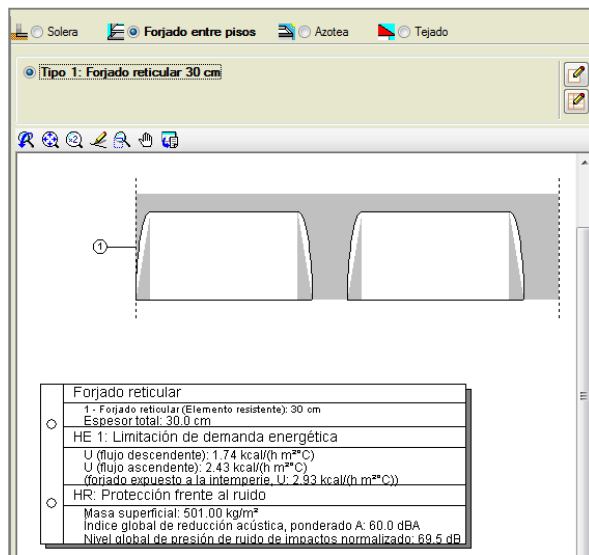 Solera Forjado entre pisos Azotea Tejado
Tipo 1: Forjado reticular 30 cm
1
Forjado reticular
1 - Forjado reticular (Elemento resistente): 30 cm
Espesor total: 30.0 cm
HE 1: Limitación de demanda energética
U (flujo descendente): 1.74 kcal/(h m²°C)
U (flujo ascendente): 2.43 kcal/(h m²°C)
(forjado expuesto a la intemperie, U: 2.93 kcal/(h m²°C))
HR: Protección frente al ruido
Masa superficial: 501.00 kg/m²
Índice global de reducción acústica, ponderado A: 60.0 dBA
Nivel global de presión de ruido de impactos normalizado: 69.5 dB